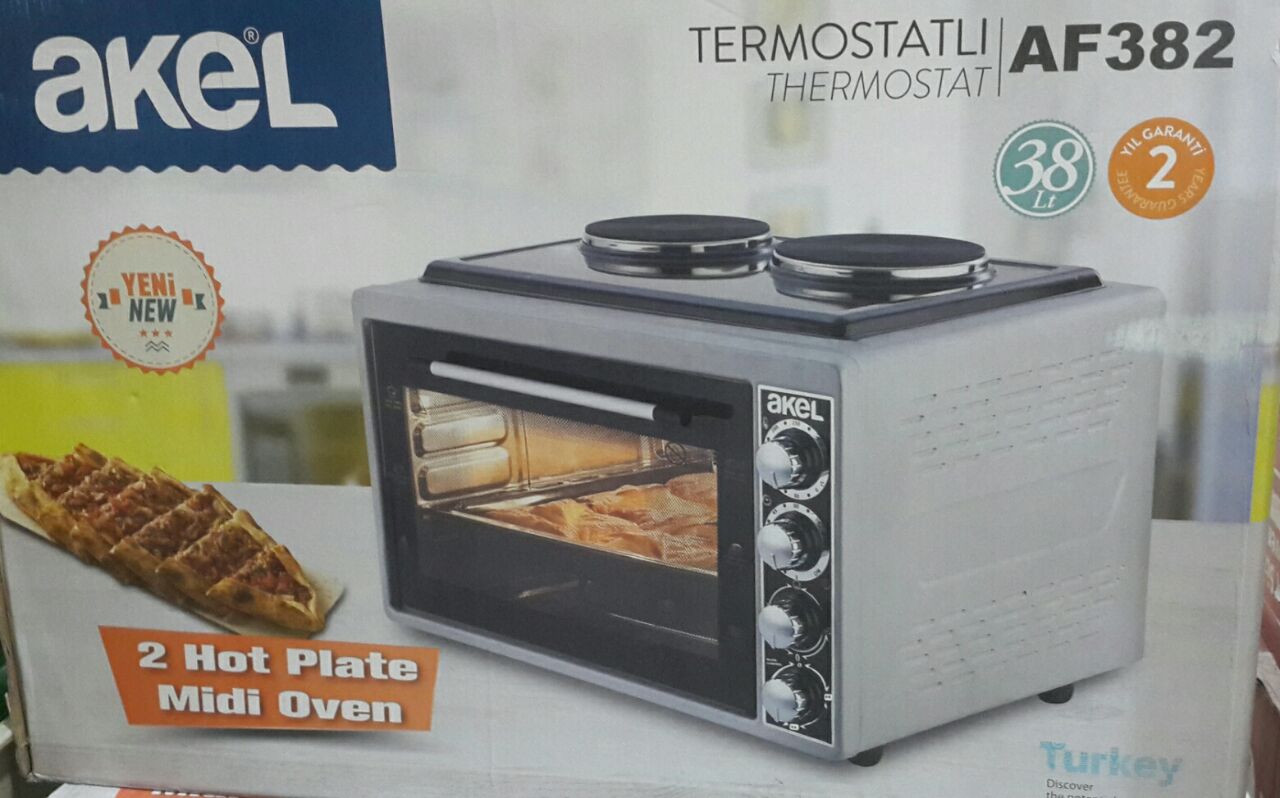 aKeL®
TERMOSTATLI
THERMOSTAT
AF382
38
Lt
YIL GARANTİ
2
YEARS GUARANTEE
YENİ
NEW
aKeL
2 Hot Plate
Midi Oven
Turkey
Discover
the